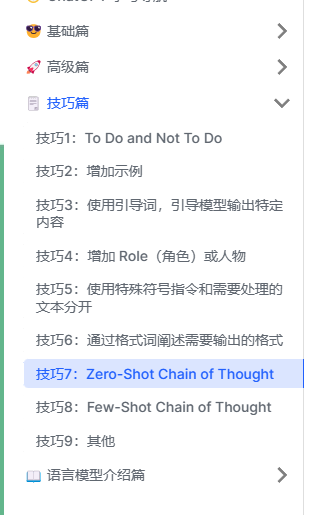 基础篇
高级篇
技巧篇
技巧1：To Do and Not To Do
技巧2：增加示例
技巧3：使用引导词，引导模型输出特定
内容
技巧4：增加 Role（角色）或人物
技巧5：使用特殊符号指令和需要处理的
文本分开
技巧6：通过格式词阐述需要输出的格式
技巧7：Zero-Shot Chain of Thought
技巧8：Few-Shot Chain of Thought
技巧9：其他
语言模型介绍篇